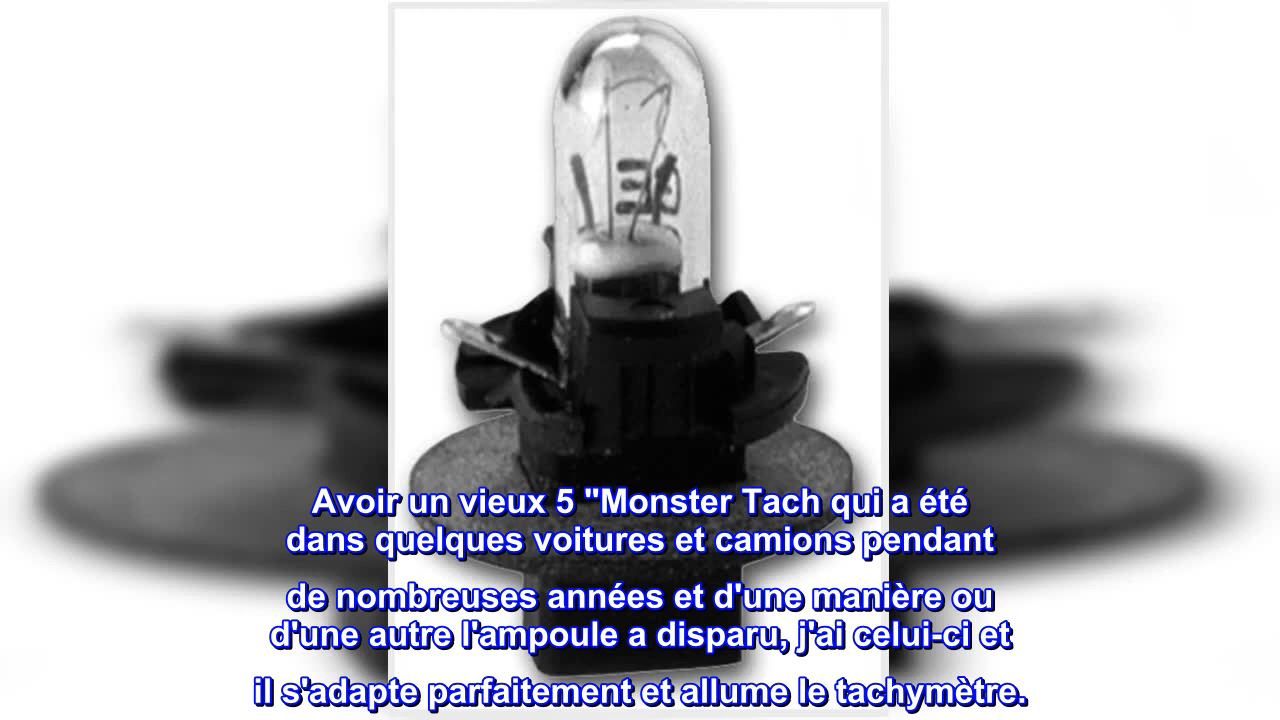 Avoir un vieux 5 "Monster Tach qui a été
dans quelques voitures et camions pendant
de nombreuses années et d'une manière ou
d'une autre l'ampoule a disparu, j'ai celui-ci et
il s'adapte parfaitement et allume le tachymètre.